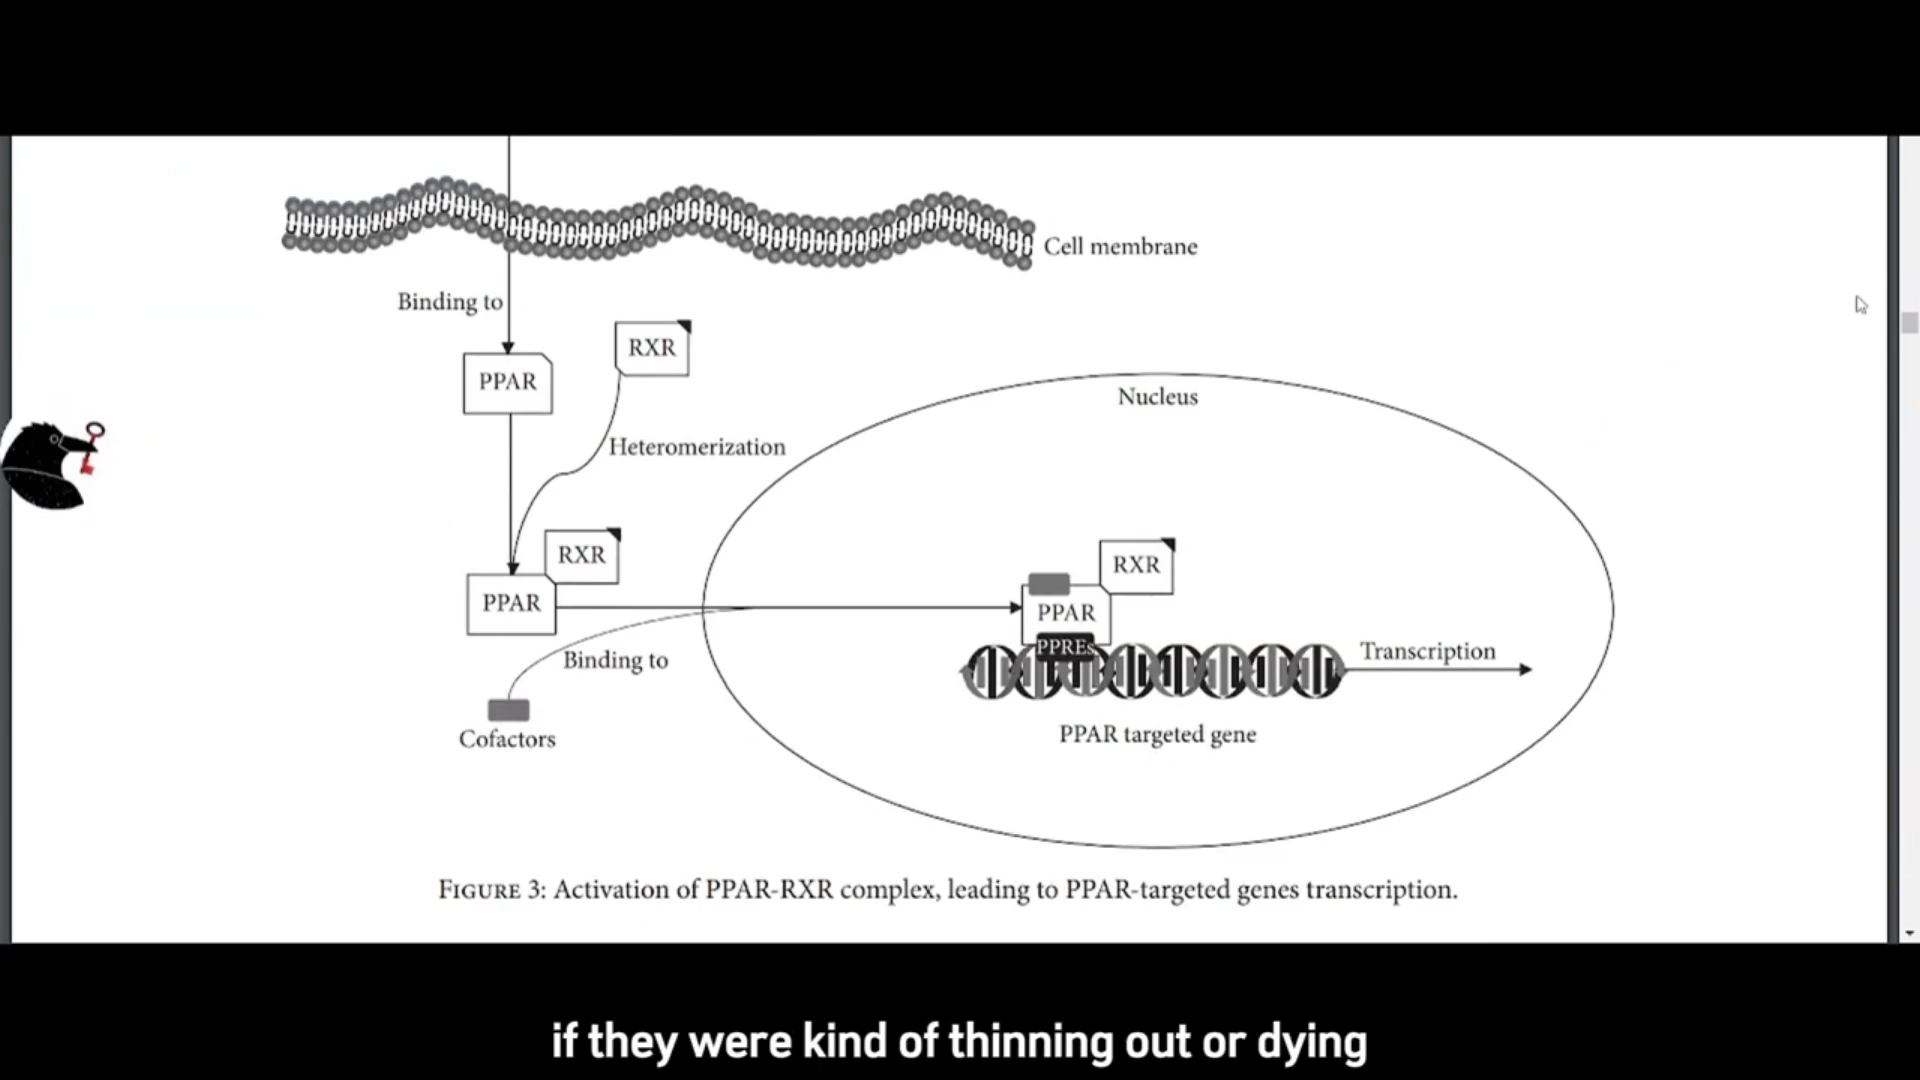 Cell membrane
Binding to
RXR
PPAR
Nucleus
Heteromerization
RXR
PPAR
RXR
PPAR
PPREs
Binding to
Transcription
Cofactors
PPAR targeted gene
FIGURE 3: Activation of PPAR-RXR complex, leading to PPAR-targeted genes transcription.
if they were kind of thinning out or dying